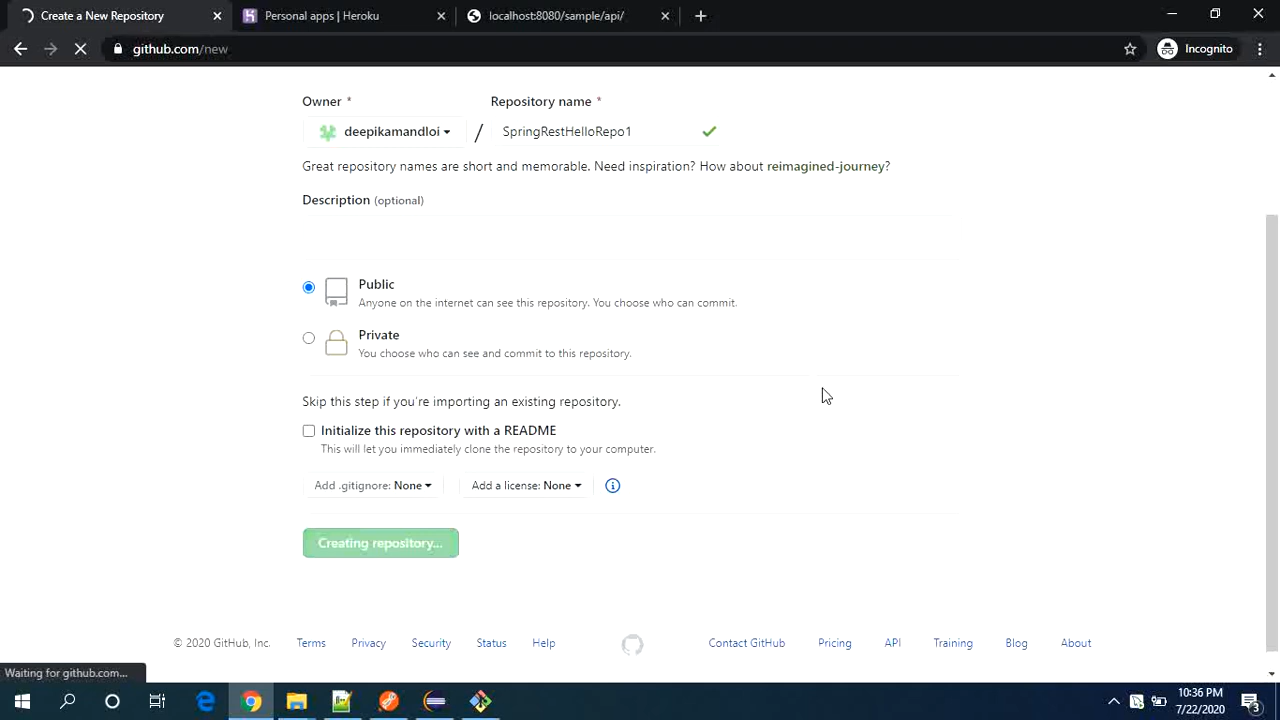 Create a New Repository
Personal apps | Heroku
localhost:8080/sample/api/
github.com/new
Incognito
Owner *
Repository name *
deepikamandloi
/
SpringRestHelloRepo1
Great repository names are short and memorable. Need inspiration? How about reimagined-journey?
Description (optional)
Public
Anyone on the internet can see this repository. You choose who can commit.
Private
You choose who can see and commit to this repository.
Skip this step if you're importing an existing repository.
Initialize this repository with a README
This will let you immediately clone the repository to your computer.
Add .gitignore: None
Add a license: None
Creating repository...
© 2020 GitHub, Inc.
Terms
Privacy
Security
Status
Help
Contact GitHub
Pricing
API
Training
Blog
About
Waiting for github.com...
10:36 PM
7/22/2020
3